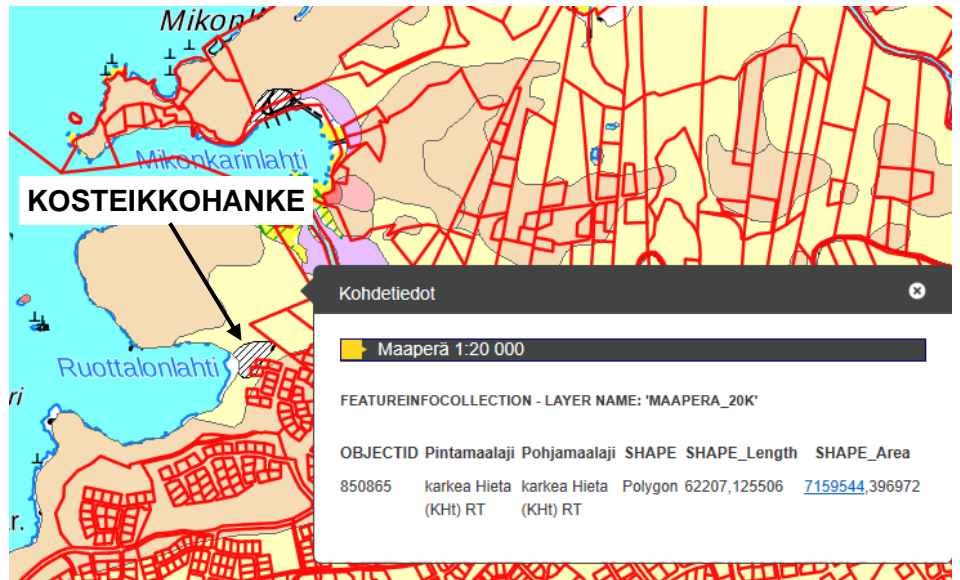 Mikon
Mikonkarinlahti
KOSTEIKKOHANKE
Kohdetiedot
Maaperä 1:20 000
Ruottalonlahti
ri
FEATUREINFOCOLLECTION - LAYER NAME: 'MAAPERA_20K'
OBJECTID Pintamaalaji Pohjamaalaji SHAPE SHAPE_Length SHAPE_Area
850865 karkea Hieta karkea Hieta Polygon 62207,125506 7159544,396972
(KHt) RT (KHt) RT
r.